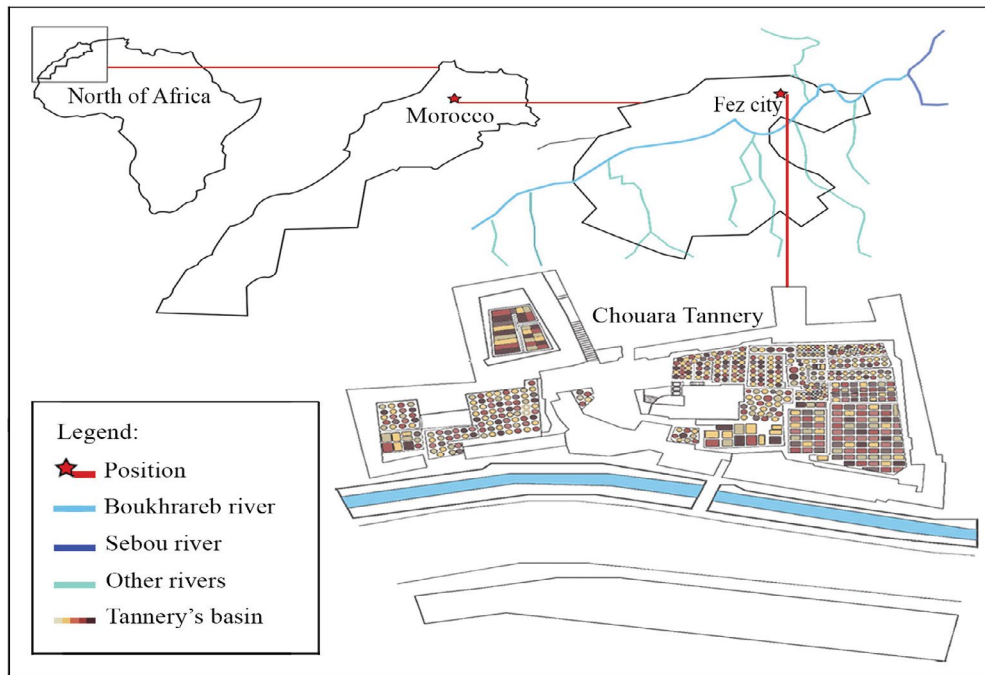 North of Africa
Morocco
Fez city
Chouara Tannery
Legend:
Position
Boukhrareb river
Sebou river
Other rivers
Tannery's basin